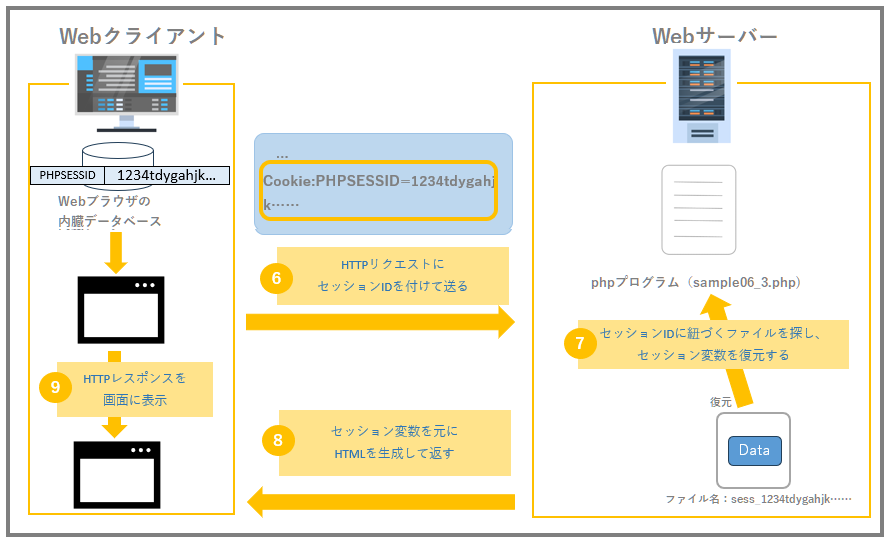 Webクライアント
Webサーバー
PHPSESSID 1234tdygahjk…
Webブラウザの
内臓データベース
…
Cookie:PHPSESSID=1234tdygahj
k……
6
HTTPリクエストに
セッションIDを付けて送る
phpプログラム（sample06_3.php）
7
セッションIDに紐づくファイルを探し、
セッション変数を復元する
9
HTTPレスポンスを
画面に表示
8
セッション変数を元に
HTMLを生成して返す
復元
Data
ファイル名：sess_1234tdygahjk……